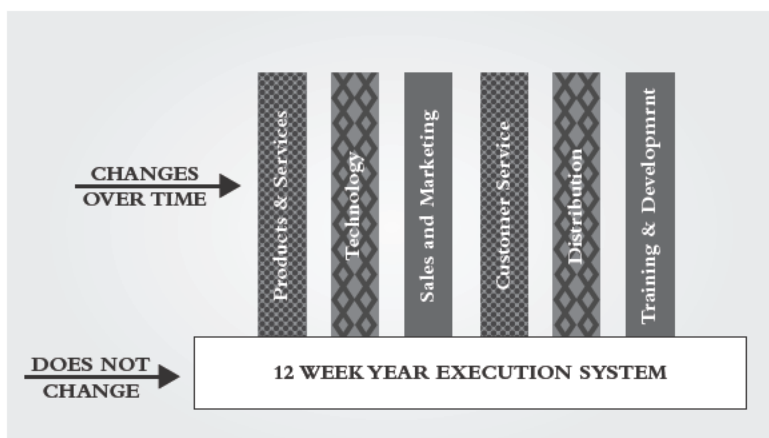 Products & Services
Technology
Sales and Marketing
Customer Service
Distribution
Training & Developmrnt
CHANGES
OVER TIME
DOES NOT
CHANGE
12 WEEK YEAR EXECUTION SYSTEM